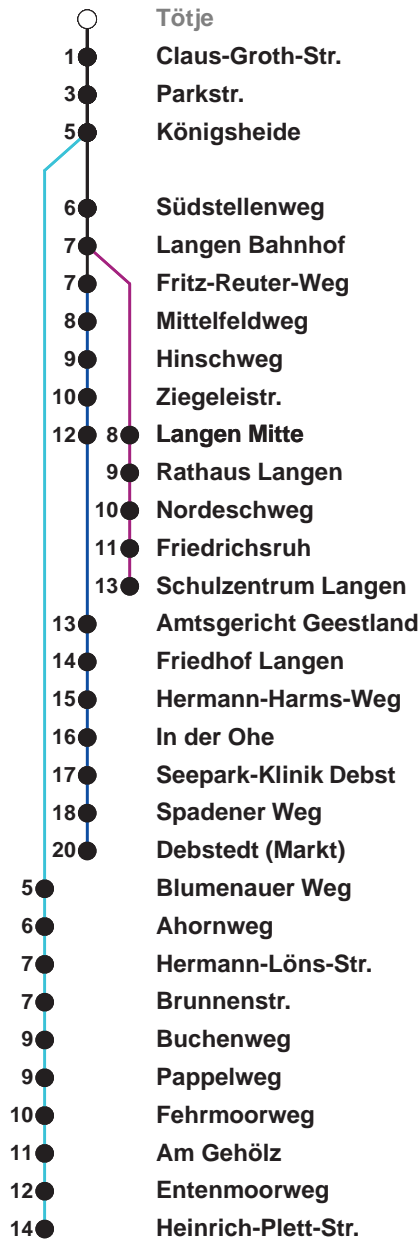 Tötje
1 Claus-Groth-Str.
3 Parkstr.
5 Königsheide
6 Südstellenweg
7 Langen Bahnhof
7 Fritz-Reuter-Weg
8 Mittelfeldweg
9 Hinschweg
10 Ziegeleistr.
12 8 Langen Mitte
9 Rathaus Langen
10 Nordeschweg
11 Friedrichsruh
13 Schulzentrum Langen
13 Amtsgericht Geestland
14 Friedhof Langen
15 Hermann-Harms-Weg
16 In der Ohe
17 Seepark-Klinik Debst
18 Spadener Weg
20 Debstedt (Markt)
5 Blumenauer Weg
6 Ahornweg
7 Hermann-Löns-Str.
7 Brunnenstr.
9 Buchenweg
9 Pappelweg
10 Fehrmoorweg
11 Am Gehölz
12 Entenmoorweg
14 Heinrich-Plett-Str.